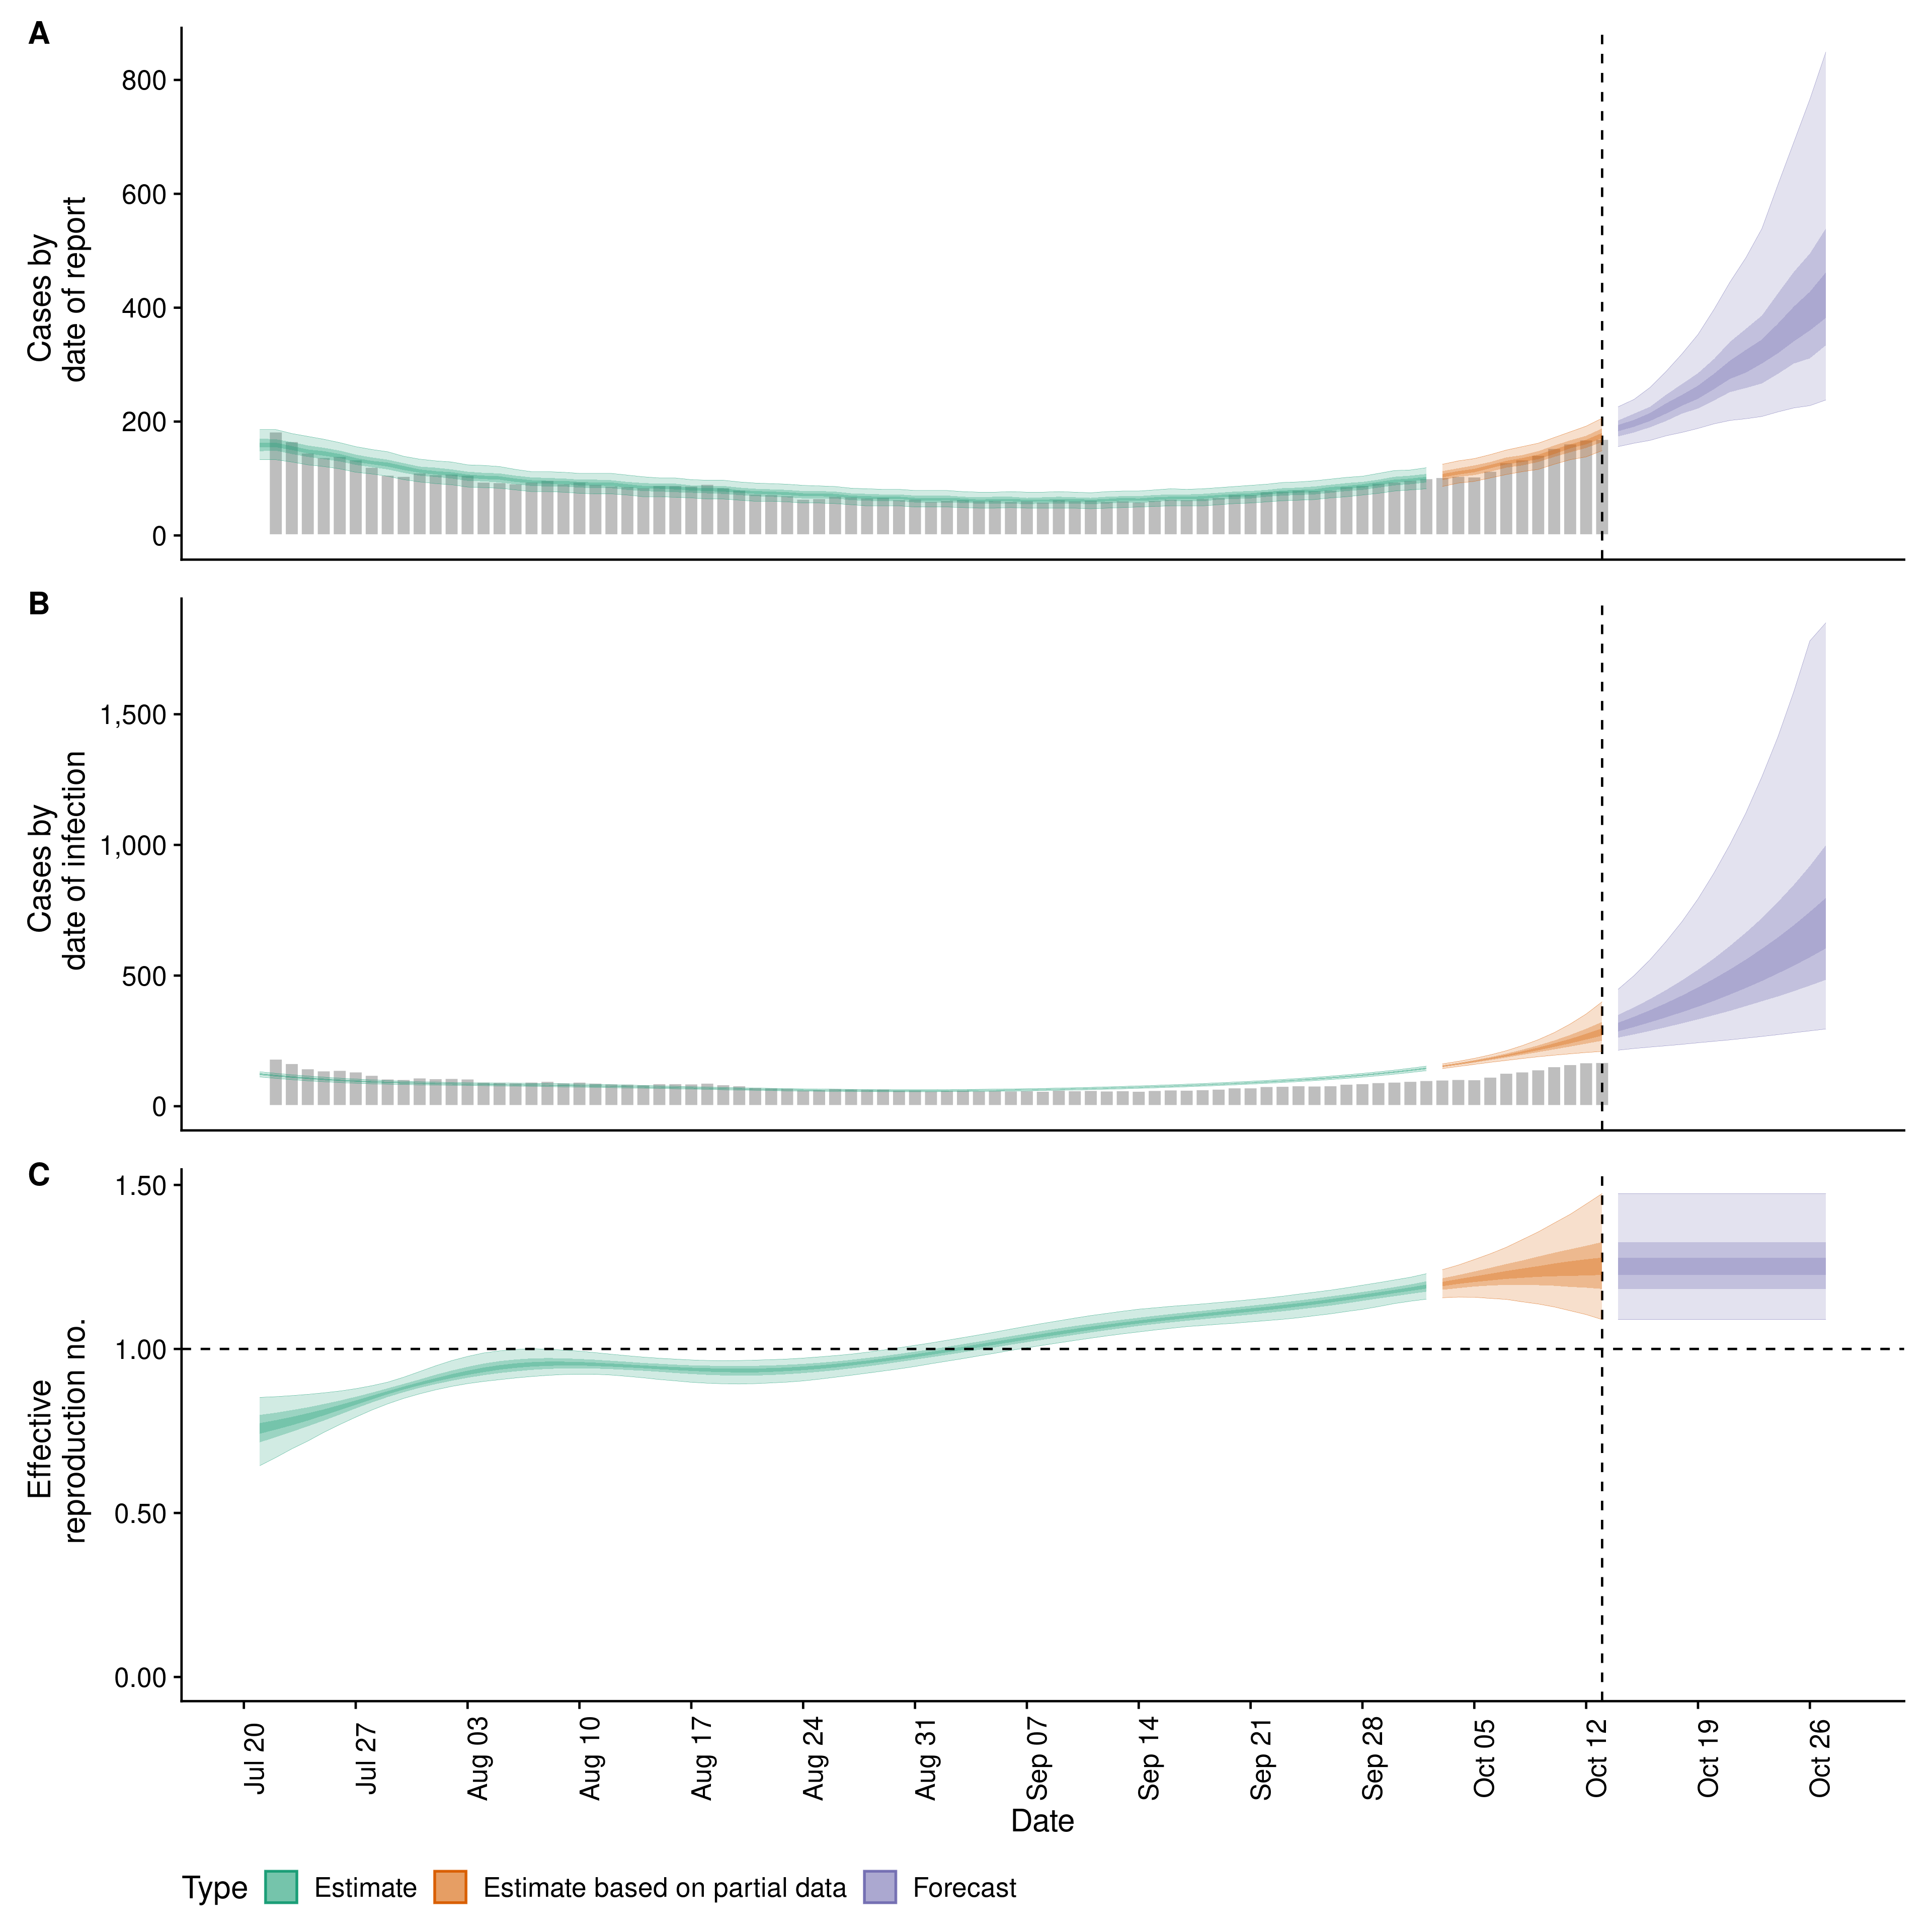 A
Cases by
date of report
800
600
400
200
0
B
Cases by
date of infection
1,500
1,000
500
0
C
Effective
reproduction no.
1.50
1.00
0.50
0.00
Jul 20
Jul 27
Aug 03
Aug 10
Aug 17
Aug 24
Aug 31
Sep 07
Sep 14
Sep 21
Sep 28
Oct 05
Oct 12
Oct 19
Oct 26
Date
Type Estimate Estimate based on partial data Forecast